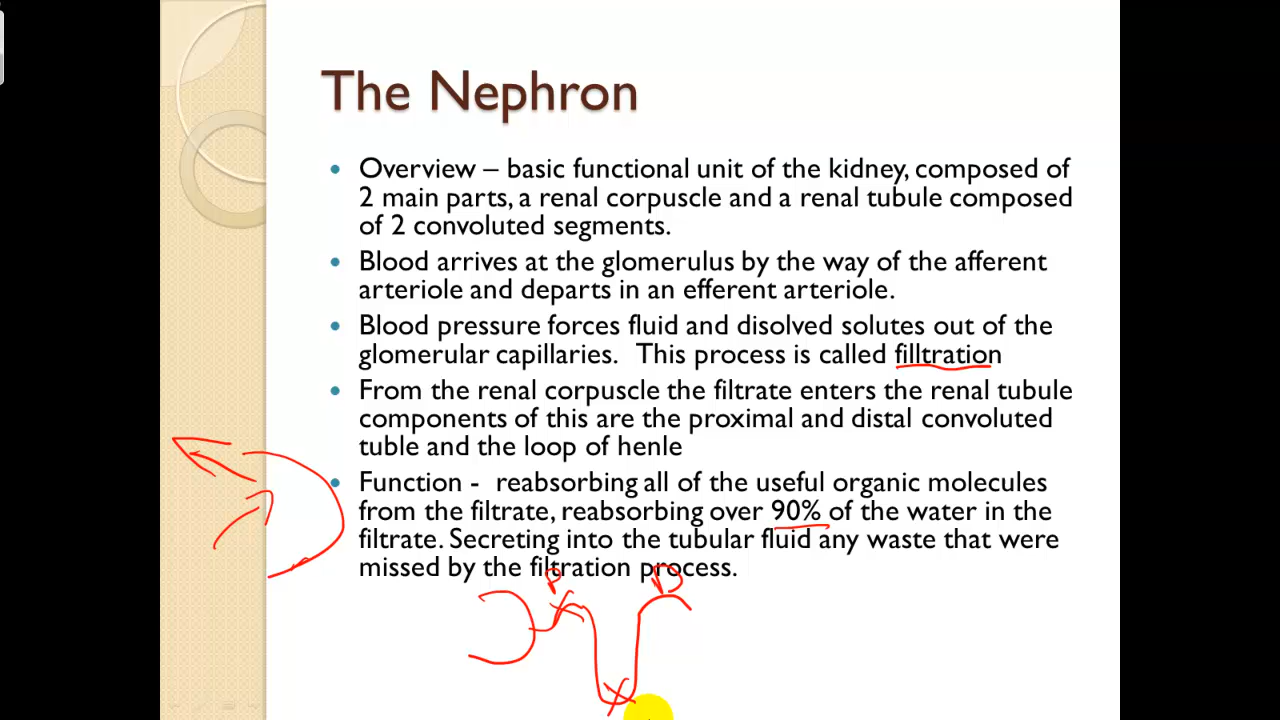 The Nephron
• Overview – basic functional unit of the kidney, composed of
2 main parts, a renal corpuscle and a renal tubule composed
of 2 convoluted segments.
• Blood arrives at the glomerulus by the way of the afferent
arteriole and departs in an efferent arteriole.
• Blood pressure forces fluid and disolved solutes out of the
glomerular capillaries.  This process is called filltration
• From the renal corpuscle the filtrate enters the renal tubule
components of this are the proximal and distal convoluted
tuble and the loop of henle
• Function -  reabsorbing all of the useful organic molecules
from the filtrate, reabsorbing over 90% of the water in the
filtrate. Secreting into the tubular fluid any waste that were
missed by the filtration process.
P D